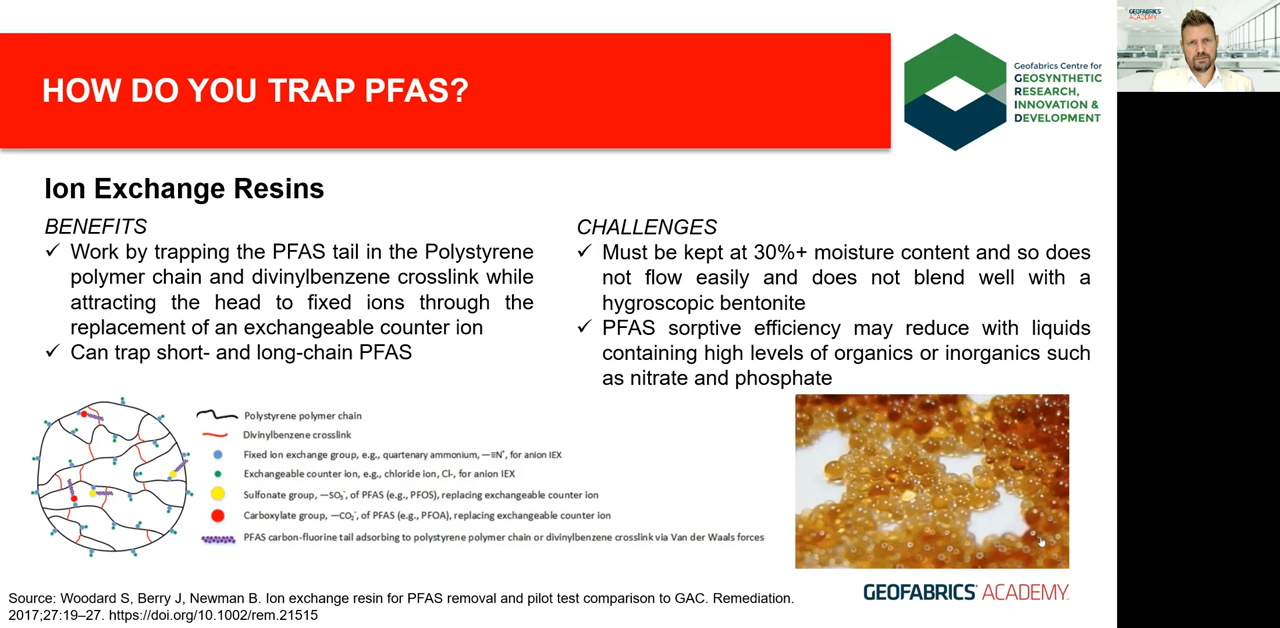 HOW DO YOU TRAP PFAS?
Geofabrics Centre for
GEOSYNTHETIC
RESEARCH,
INNOVATION &
DEVELOPMENT
GEOFABRICS
ACADEMY
Ion Exchange Resins
BENEFITS
✓ Work by trapping the PFAS tail in the Polystyrene
polymer chain and divinylbenzene crosslink while
attracting the head to fixed ions through the
replacement of an exchangeable counter ion
✓ Can trap short- and long-chain PFAS
CHALLENGES
✓ Must be kept at 30%+ moisture content and so does
not flow easily and does not blend well with a
hygroscopic bentonite
✓ PFAS sorptive efficiency may reduce with liquids
containing high levels of organics or inorganics such
as nitrate and phosphate
Polystyrene polymer chain
Divinylbenzene crosslink
Fixed ion exchange group, e.g., quartenary ammonium, —≡N⁺, for anion IEX
Exchangeable counter ion, e.g., chloride ion, Cl-, for anion IEX
Sulfonate group, —SO₃⁻, of PFAS (e.g., PFOS), replacing exchangeable counter ion
Carboxylate group, —CO₂⁻, of PFAS (e.g., PFOA), replacing exchangeable counter ion
PFAS carbon-fluorine tail adsorbing to polystyrene polymer chain or divinylbenzene crosslink via Van der Waals forces
GEOFABRICS® ACADEMY
Source: Woodard S, Berry J, Newman B. Ion exchange resin for PFAS removal and pilot test comparison to GAC. Remediation.
2017;27:19–27. https://doi.org/10.1002/rem.21515